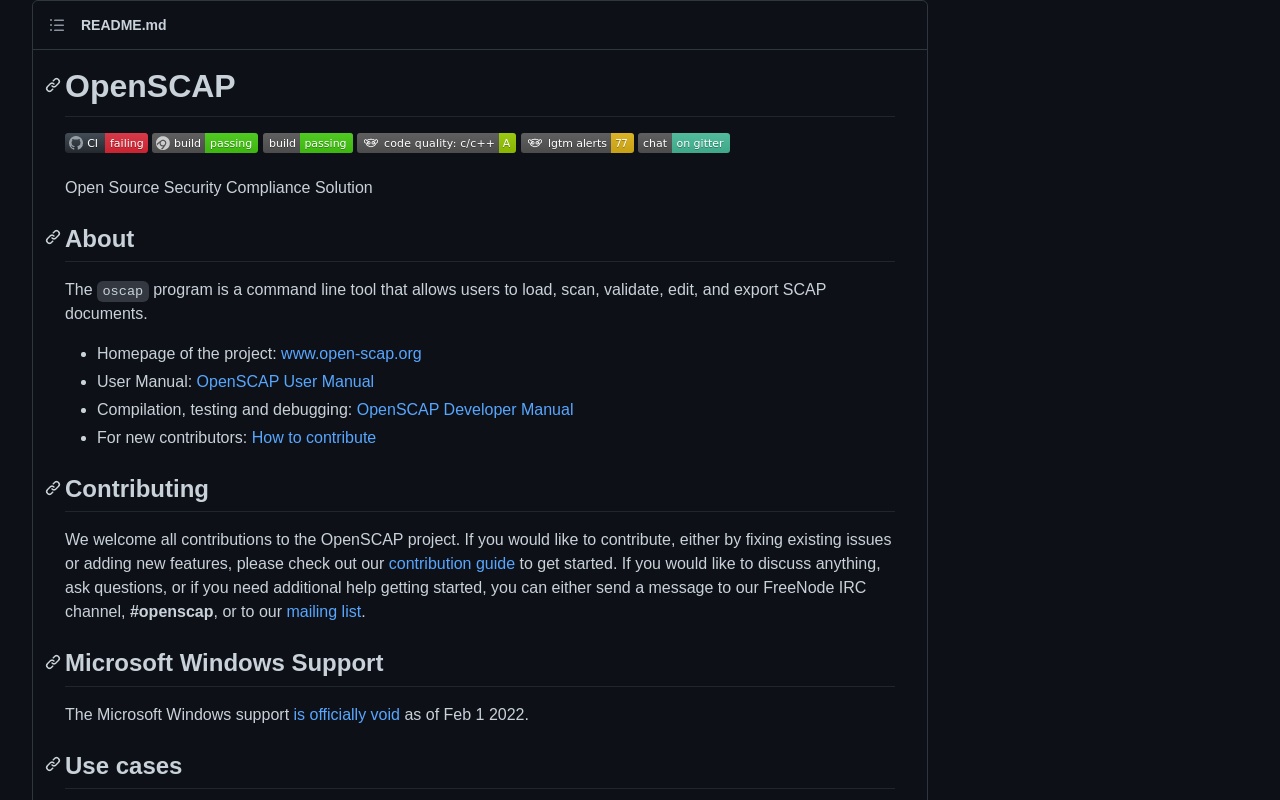 README.md
OpenSCAP
CI failing build passing build passing code quality: c/c++ A lgtm alerts 77 chat on gitter
Open Source Security Compliance Solution
About
The oscap program is a command line tool that allows users to load, scan, validate, edit, and export SCAP
documents.
• Homepage of the project: www.open-scap.org
• User Manual: OpenSCAP User Manual
• Compilation, testing and debugging: OpenSCAP Developer Manual
• For new contributors: How to contribute
Contributing
We welcome all contributions to the OpenSCAP project. If you would like to contribute, either by fixing existing issues
or adding new features, please check out our contribution guide to get started. If you would like to discuss anything,
ask questions, or if you need additional help getting started, you can either send a message to our FreeNode IRC
channel, #openscap, or to our mailing list.
Microsoft Windows Support
The Microsoft Windows support is officially void as of Feb 1 2022.
Use cases